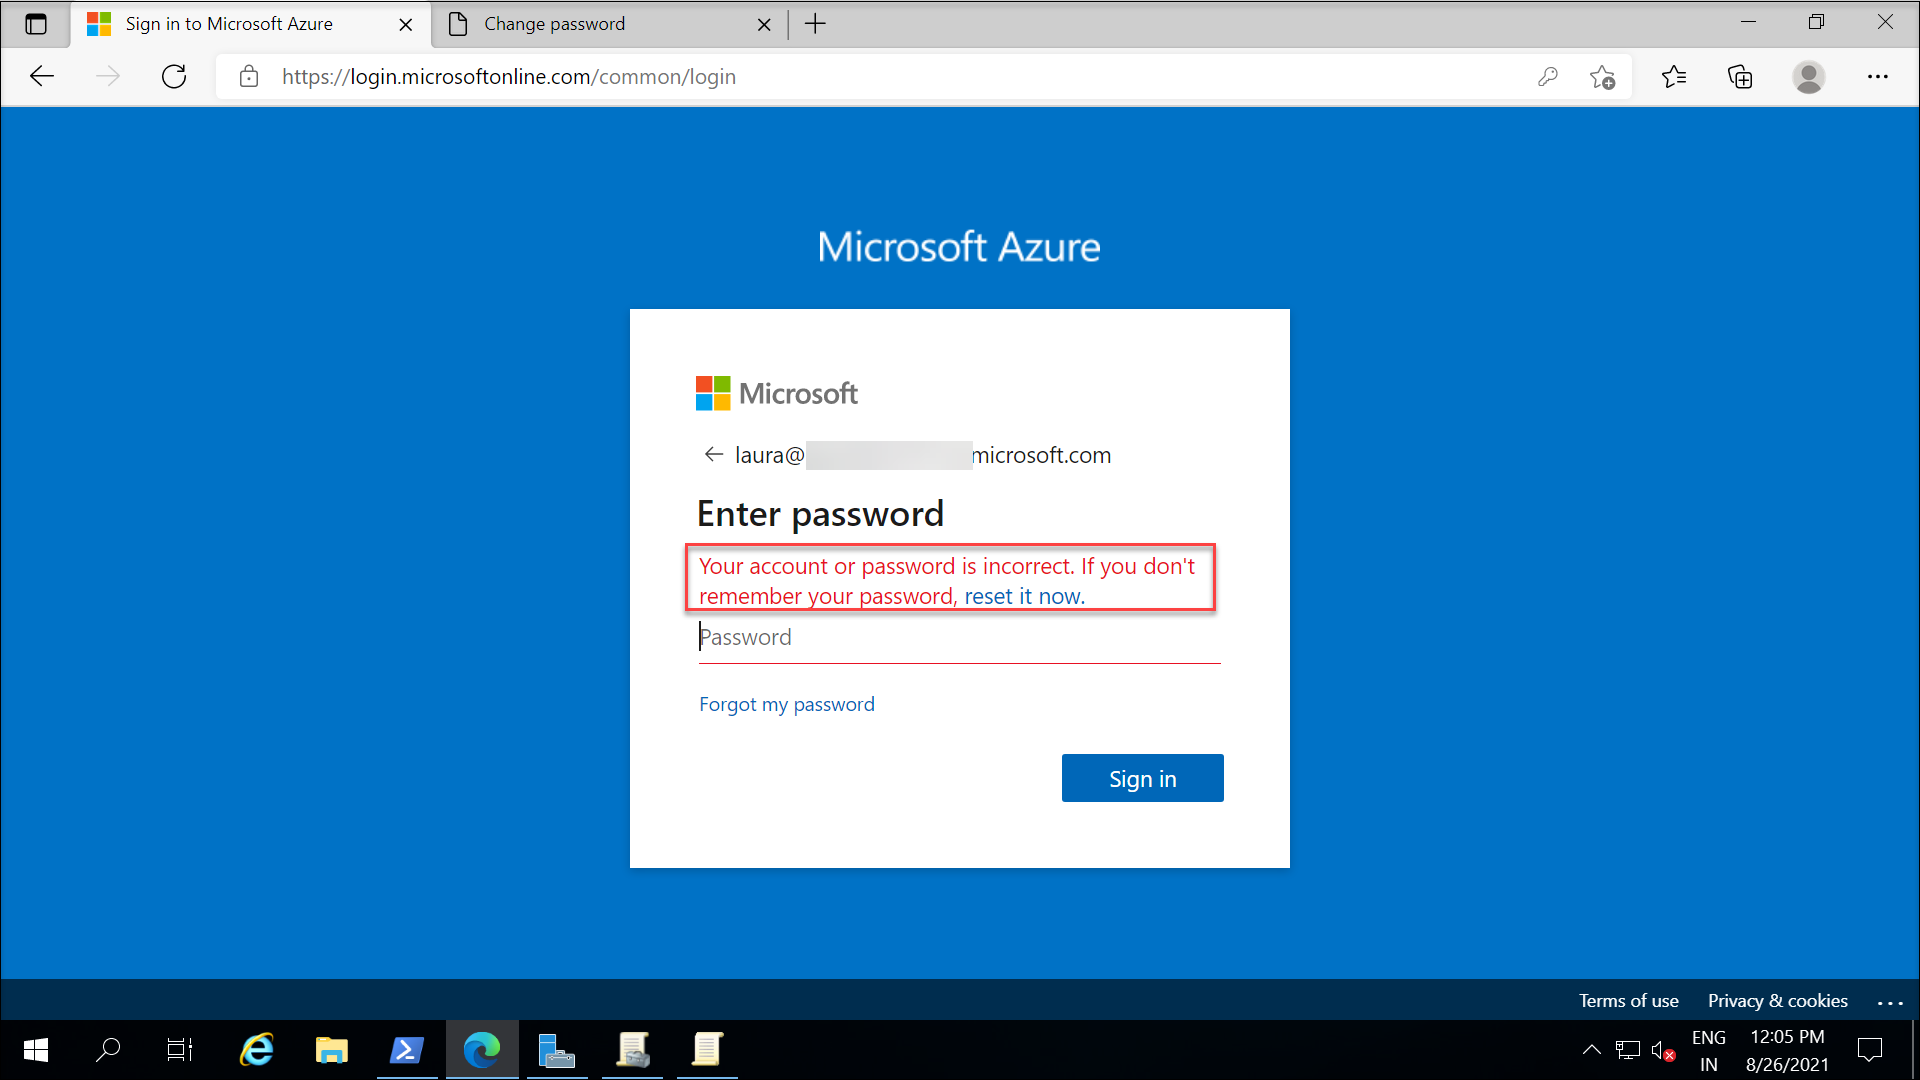 Sign in to Microsoft Azure
Change password
https://login.microsoftonline.com/common/login
Microsoft Azure
Microsoft
laura@
microsoft.com
Enter password
Your account or password is incorrect. If you don't
remember your password, reset it now.
Password
Forgot my password
Sign in
Terms of use
Privacy & cookies
ENG
IN
12:05 PM
8/26/2021